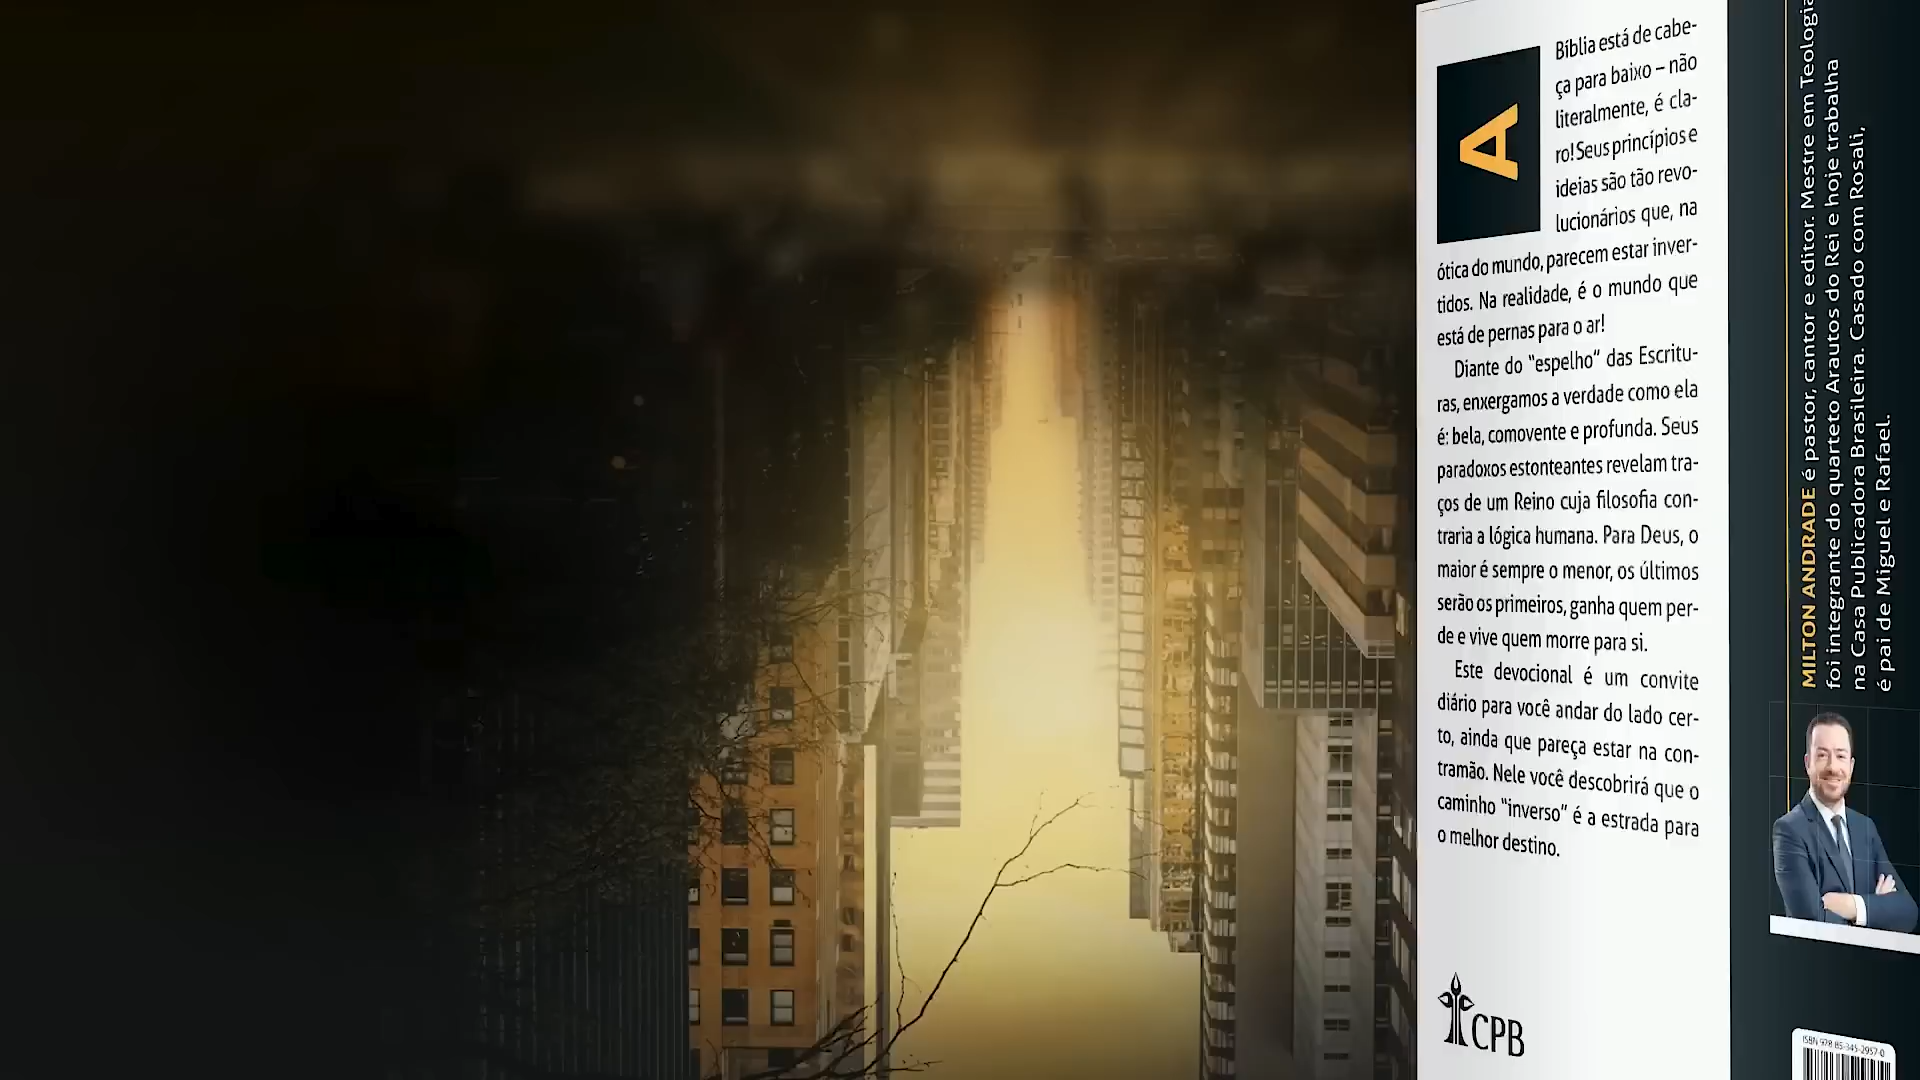 A
Bíblia está de cabe-
ça para baixo – não
literalmente, é cla-
ro! Seus princípios e
ideias são tão revo-
lucionários que, na
ótica do mundo, parecem estar inver-
tidos. Na realidade, é o mundo que
está de pernas para o ar!
Diante do "espelho" das Escritu-
ras, enxergamos a verdade como ela
é: bela, comovente e profunda. Seus
paradoxos estonteantes revelam tra-
ços de um Reino cuja filosofia con-
traria a lógica humana. Para Deus, o
maior é sempre o menor, os últimos
serão os primeiros, ganha quem per-
de e vive quem morre para si.
Este devocional é um convite
diário para você andar do lado cer-
to, ainda que pareça estar na con-
tramão. Nele você descobrirá que o
caminho "inverso" é a estrada para
o melhor destino.
CPB
MILTON ANDRADE é pastor, cantor e editor. Mestre em Teologia
foi integrante do quarteto Arautos do Rei e hoje trabalha
na Casa Publicadora Brasileira. Casado com Rosali,
é pai de Miguel e Rafael.
ISBN 978 85-345-2957-0